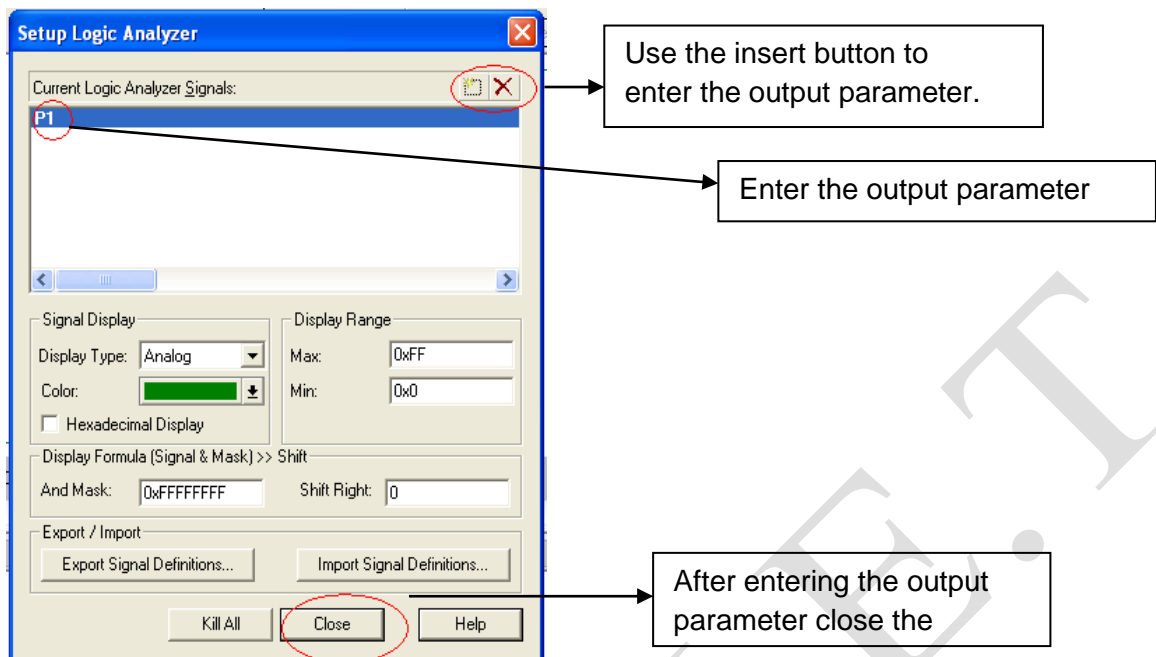 Setup Logic Analyzer
Current Logic Analyzer Signals:
P1
Use the insert button to
enter the output parameter.
Enter the output parameter
Signal Display
Display Type: Analog
Color:
Hexadecimal Display
Display Range
Max: 0xFF
Min: 0x0
Display Formula (Signal & Mask) >> Shift
And Mask: 0xFFFFFFFF Shift Right: 0
Export / Import
Export Signal Definitions... Import Signal Definitions...
Kill All Close Help
After entering the output
parameter close the
E.T